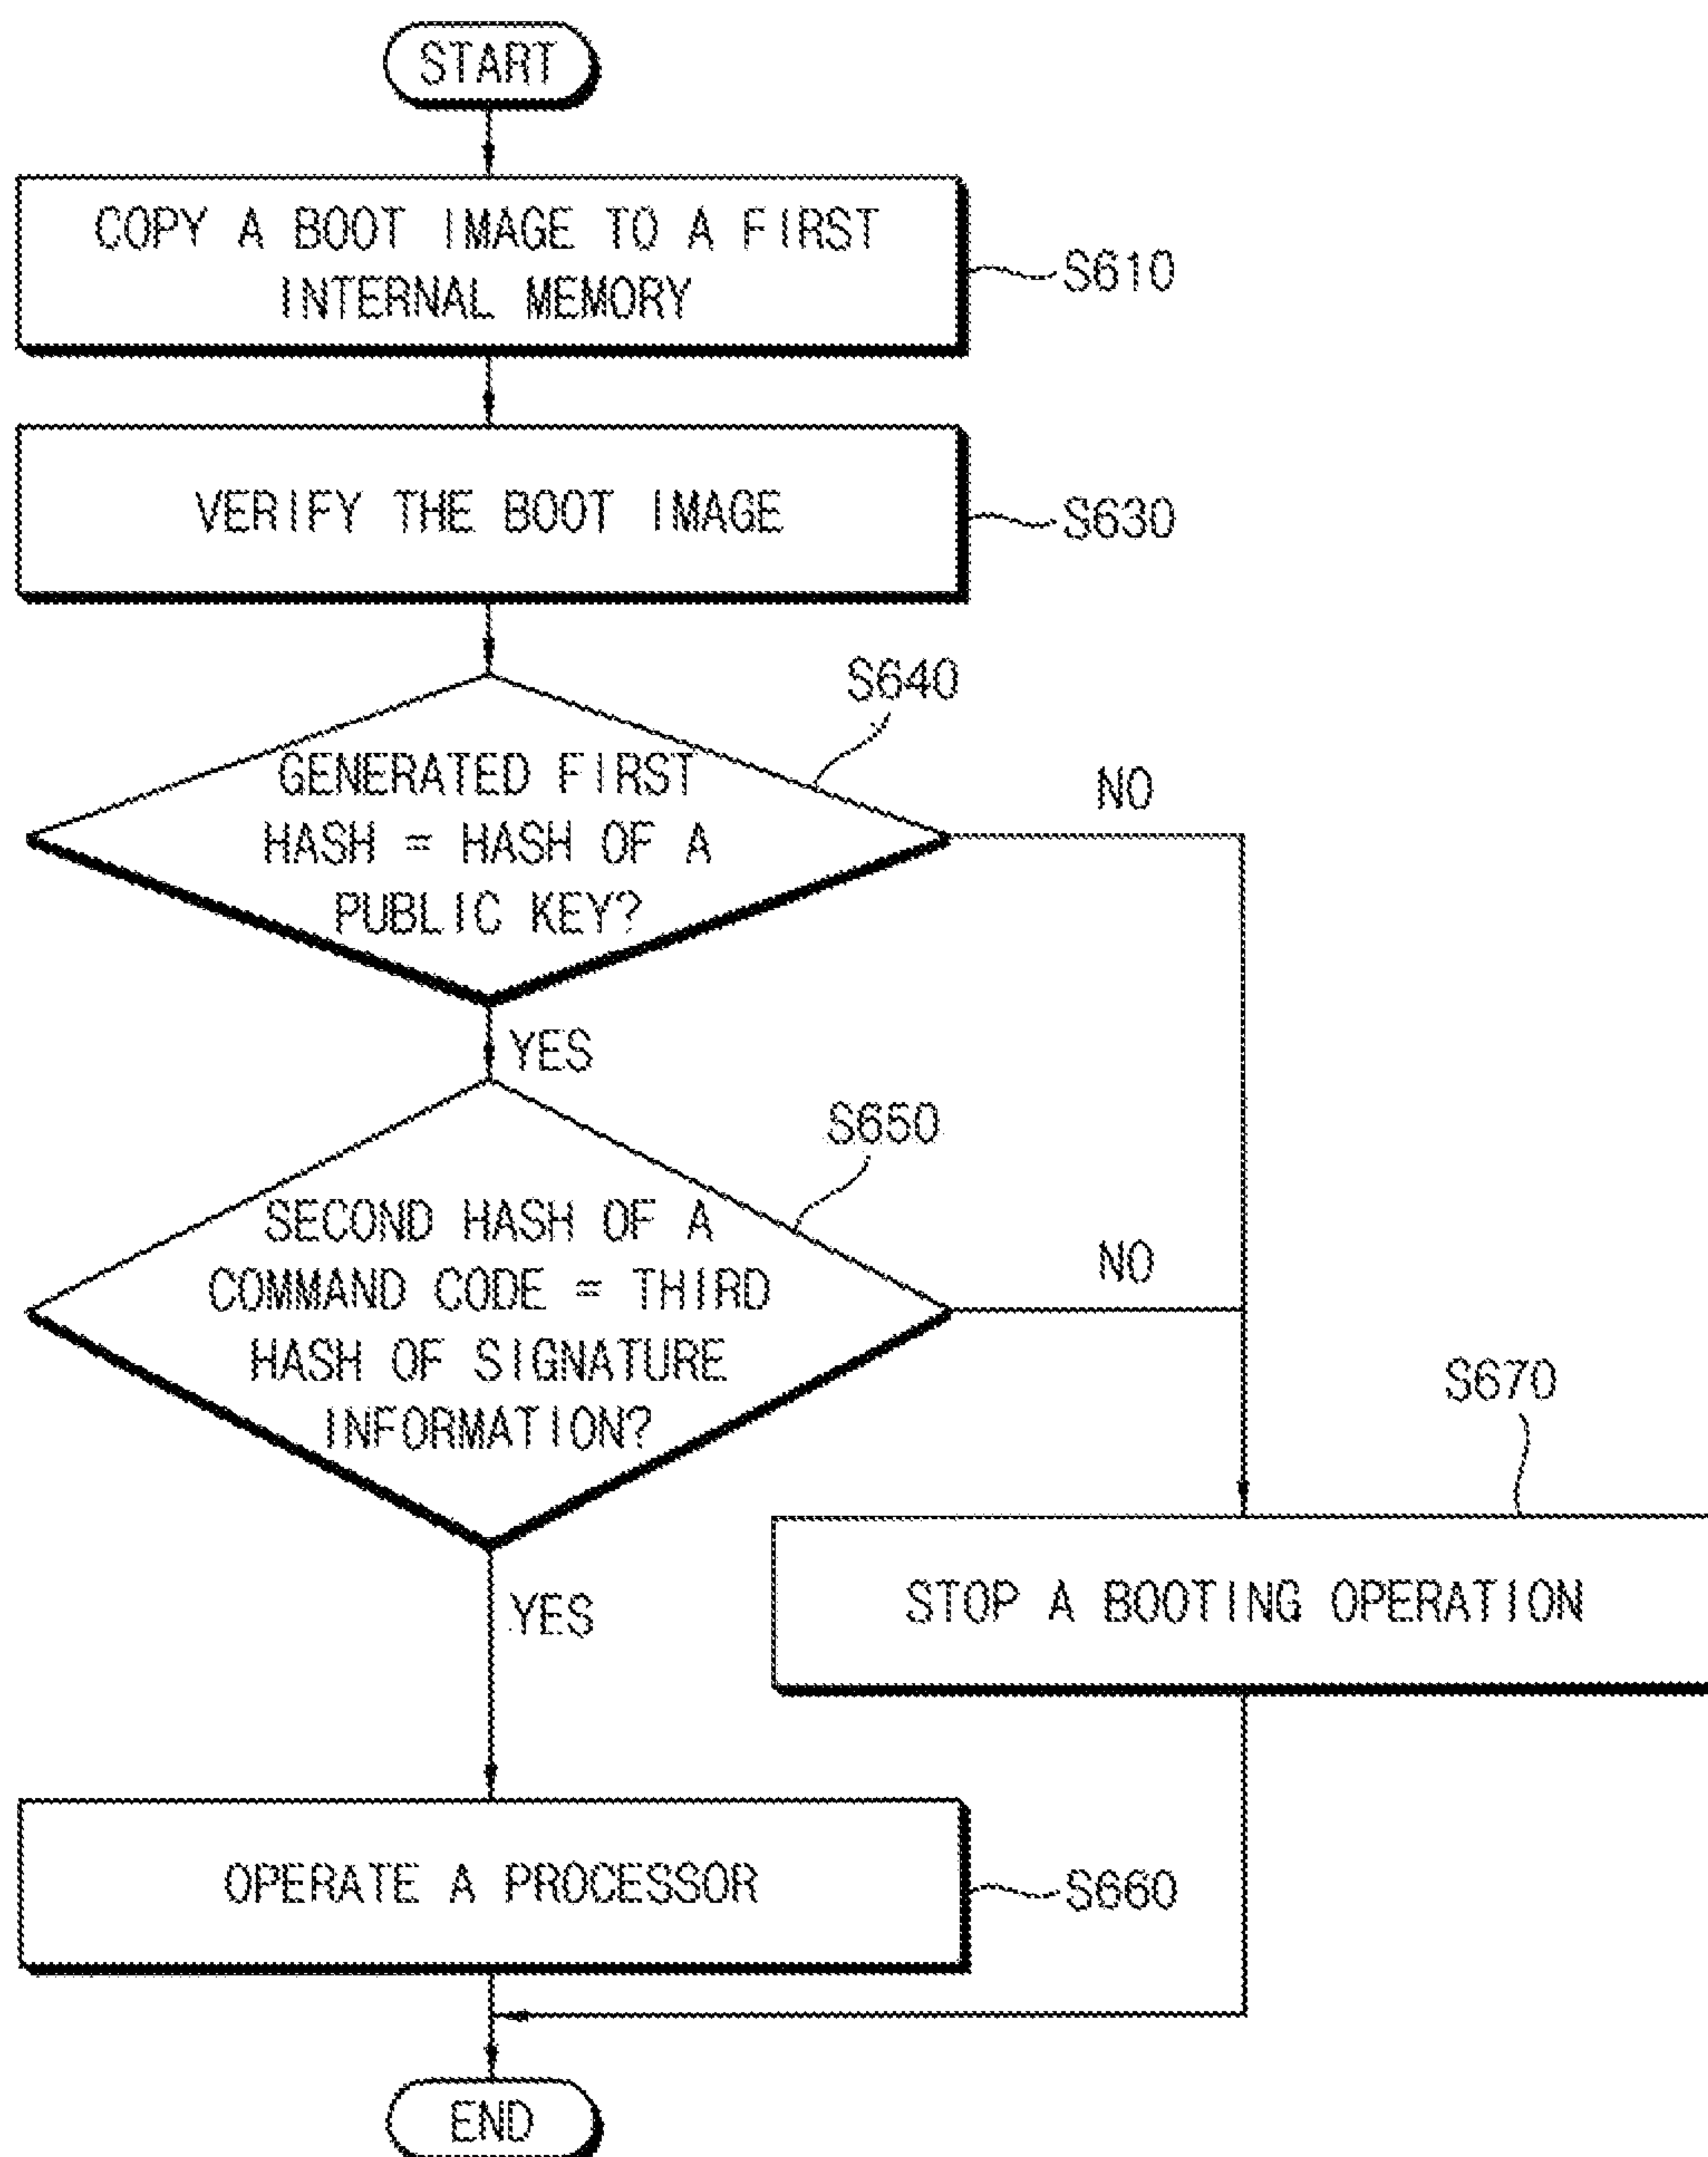 START
COPY A BOOT IMAGE TO A FIRST
INTERNAL MEMORY
S610
VERIFY THE BOOT IMAGE
S630
S640
GENERATED FIRST
HASH = HASH OF A
PUBLIC KEY?
NO
YES
S650
SECOND HASH OF A
COMMAND CODE = THIRD
HASH OF SIGNATURE
INFORMATION?
NO
S670
STOP A BOOTING OPERATION
YES
OPERATE A PROCESSOR
S660
END